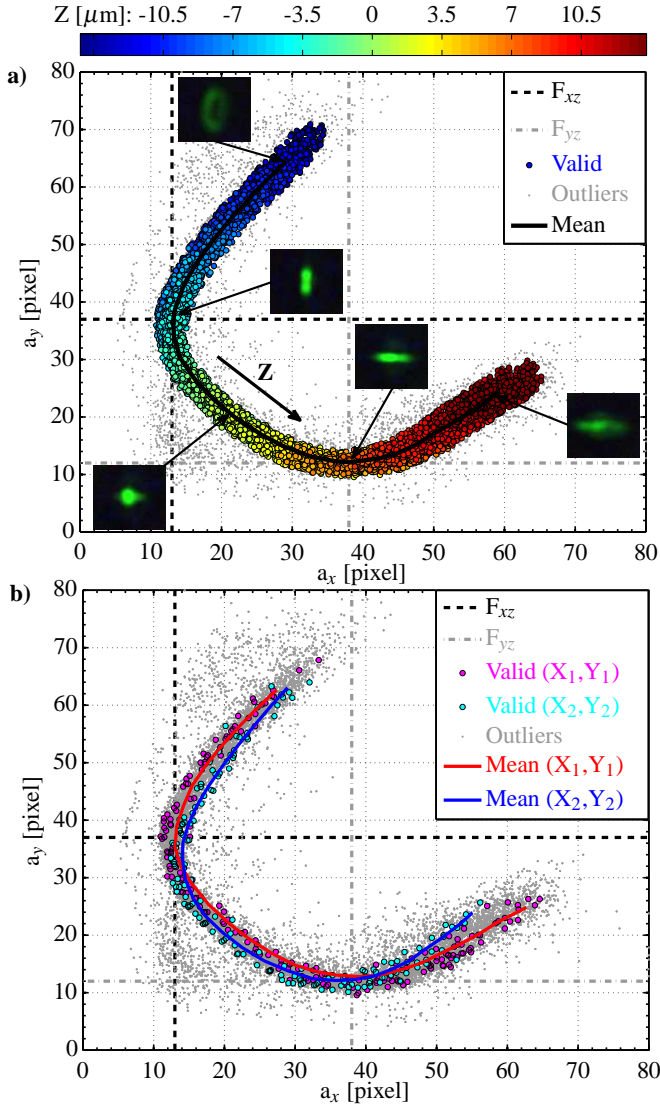 Z [μm]: -10.5 -7 -3.5 0 3.5 7 10.5
a)
80
70
60
50
40
30
20
10
0
a_y [pixel]
F_xz
F_yz
Valid
Outliers
Mean
Z
0 10 20 30 40 50 60 70 80
a_x [pixel]
b)
80
70
60
50
40
30
20
10
0
a_y [pixel]
F_xz
F_yz
Valid (X_1,Y_1)
Valid (X_2,Y_2)
Outliers
Mean (X_1,Y_1)
Mean (X_2,Y_2)
0 10 20 30 40 50 60 70 80
a_x [pixel]